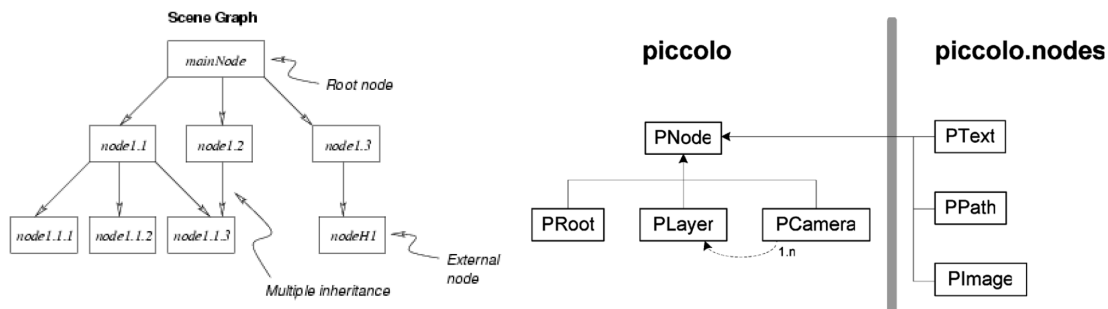 Scene Graph
mainNode
Root node
node1.1
node1.2
node1.3
node1.1.1
node1.1.2
node1.1.3
nodeH1
External
node
Multiple inheritance
piccolo
piccolo.nodes
PNode
PText
PRoot
PLayer
PCamera
1.n
PPath
PImage